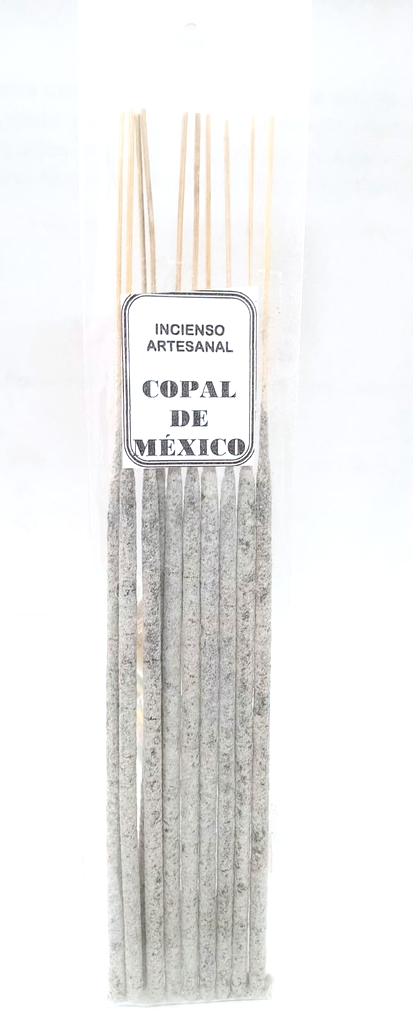 INCIENSO
ARTESANAL
COPAL
DE
MÉXICO